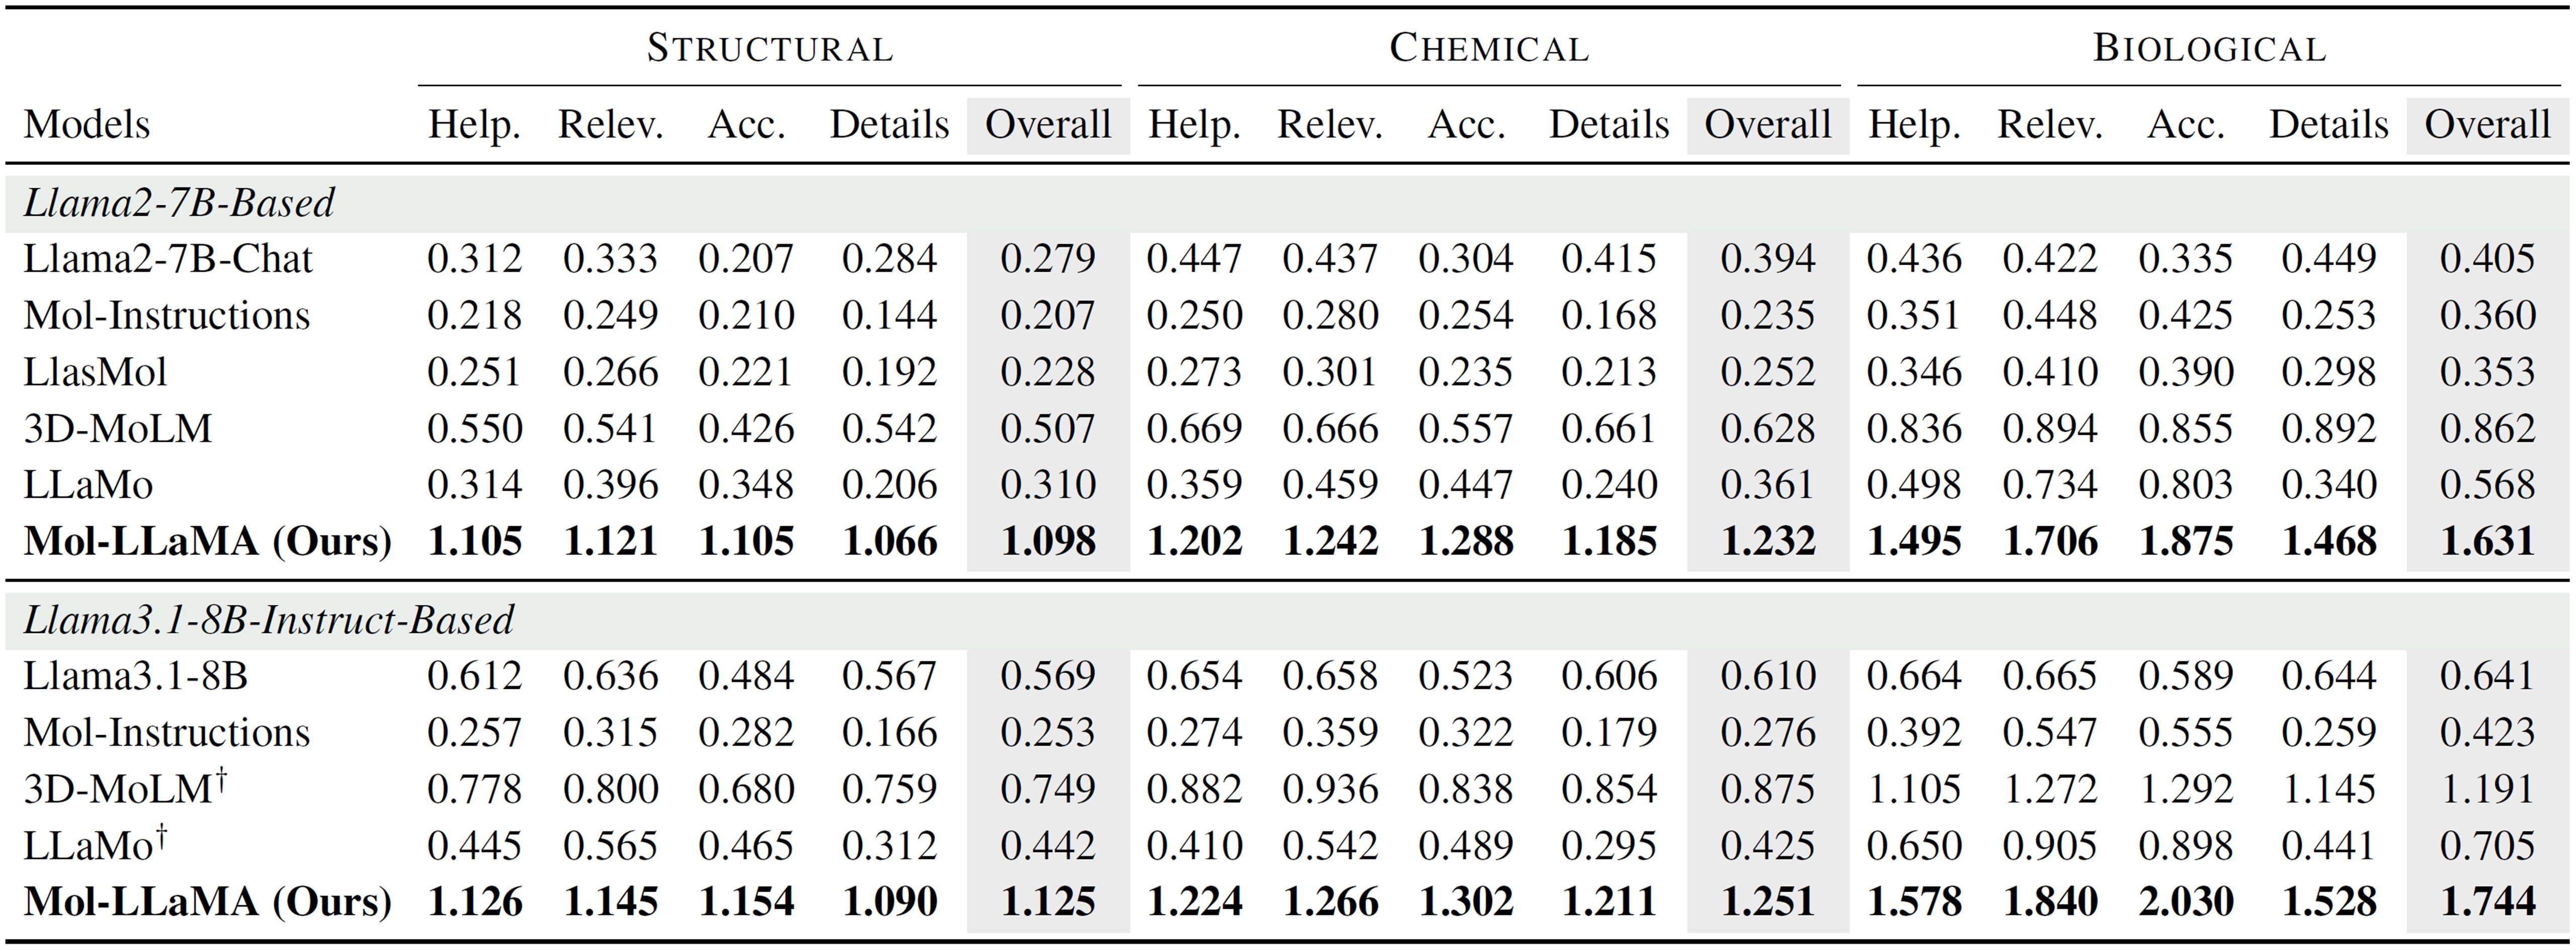 STRUCTURAL CHEMICAL BIOLOGICAL
Models Help. Relev. Acc. Details Overall Help. Relev. Acc. Details Overall Help. Relev. Acc. Details Overall
Llama2-7B-Based
Llama2-7B-Chat 0.312 0.333 0.207 0.284 0.279 0.447 0.437 0.304 0.415 0.394 0.436 0.422 0.335 0.449 0.405
Mol-Instructions 0.218 0.249 0.210 0.144 0.207 0.250 0.280 0.254 0.168 0.235 0.351 0.448 0.425 0.253 0.360
LlasMol 0.251 0.266 0.221 0.192 0.228 0.273 0.301 0.235 0.213 0.252 0.346 0.410 0.390 0.298 0.353
3D-MoLM 0.550 0.541 0.426 0.542 0.507 0.669 0.666 0.557 0.661 0.628 0.836 0.894 0.855 0.892 0.862
LLaMo 0.314 0.396 0.348 0.206 0.310 0.359 0.459 0.447 0.240 0.361 0.498 0.734 0.803 0.340 0.568
Mol-LLaMA (Ours) 1.105 1.121 1.105 1.066 1.098 1.202 1.242 1.288 1.185 1.232 1.495 1.706 1.875 1.468 1.631
Llama3.1-8B-Instruct-Based
Llama3.1-8B 0.612 0.636 0.484 0.567 0.569 0.654 0.658 0.523 0.606 0.610 0.664 0.665 0.589 0.644 0.641
Mol-Instructions 0.257 0.315 0.282 0.166 0.253 0.274 0.359 0.322 0.179 0.276 0.392 0.547 0.555 0.259 0.423
3D-MoLM† 0.778 0.800 0.680 0.759 0.749 0.882 0.936 0.838 0.854 0.875 1.105 1.272 1.292 1.145 1.191
LLaMo† 0.445 0.565 0.465 0.312 0.442 0.410 0.542 0.489 0.295 0.425 0.650 0.905 0.898 0.441 0.705
Mol-LLaMA (Ours) 1.126 1.145 1.154 1.090 1.125 1.224 1.266 1.302 1.211 1.251 1.578 1.840 2.030 1.528 1.744